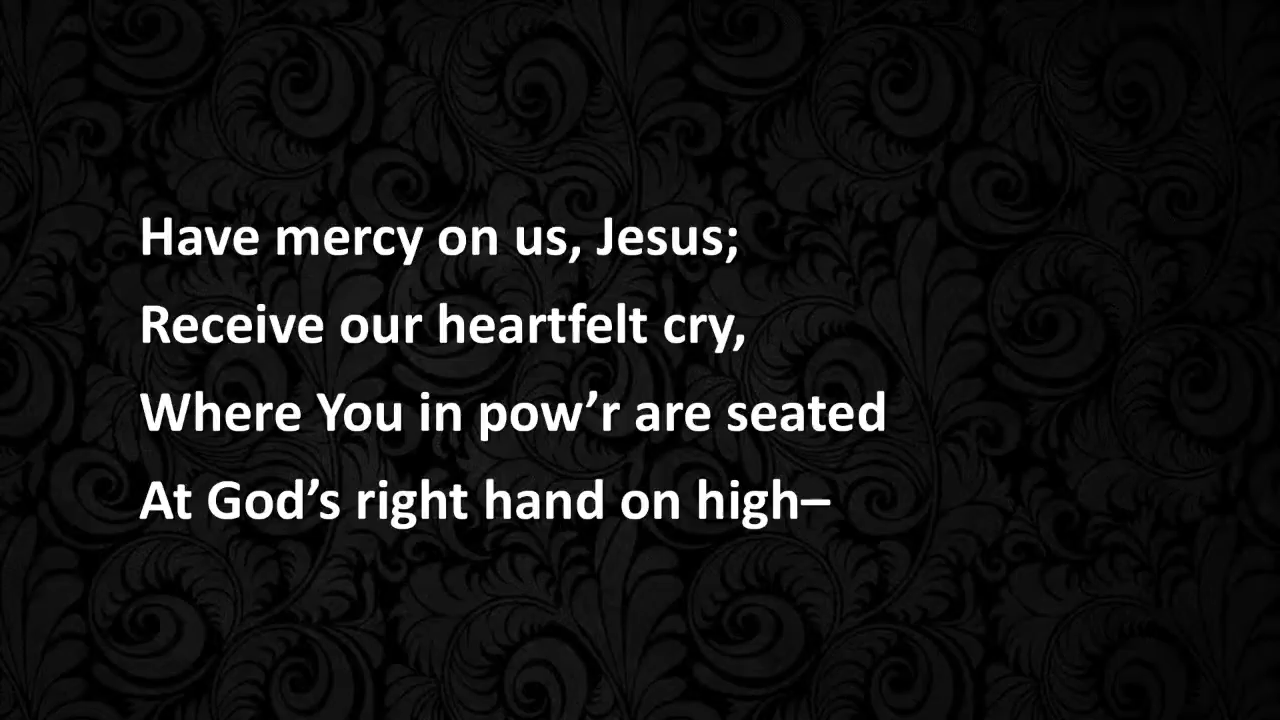 Have mercy on us, Jesus;
Receive our heartfelt cry,
Where You in pow’r are seated
At God’s right hand on high–